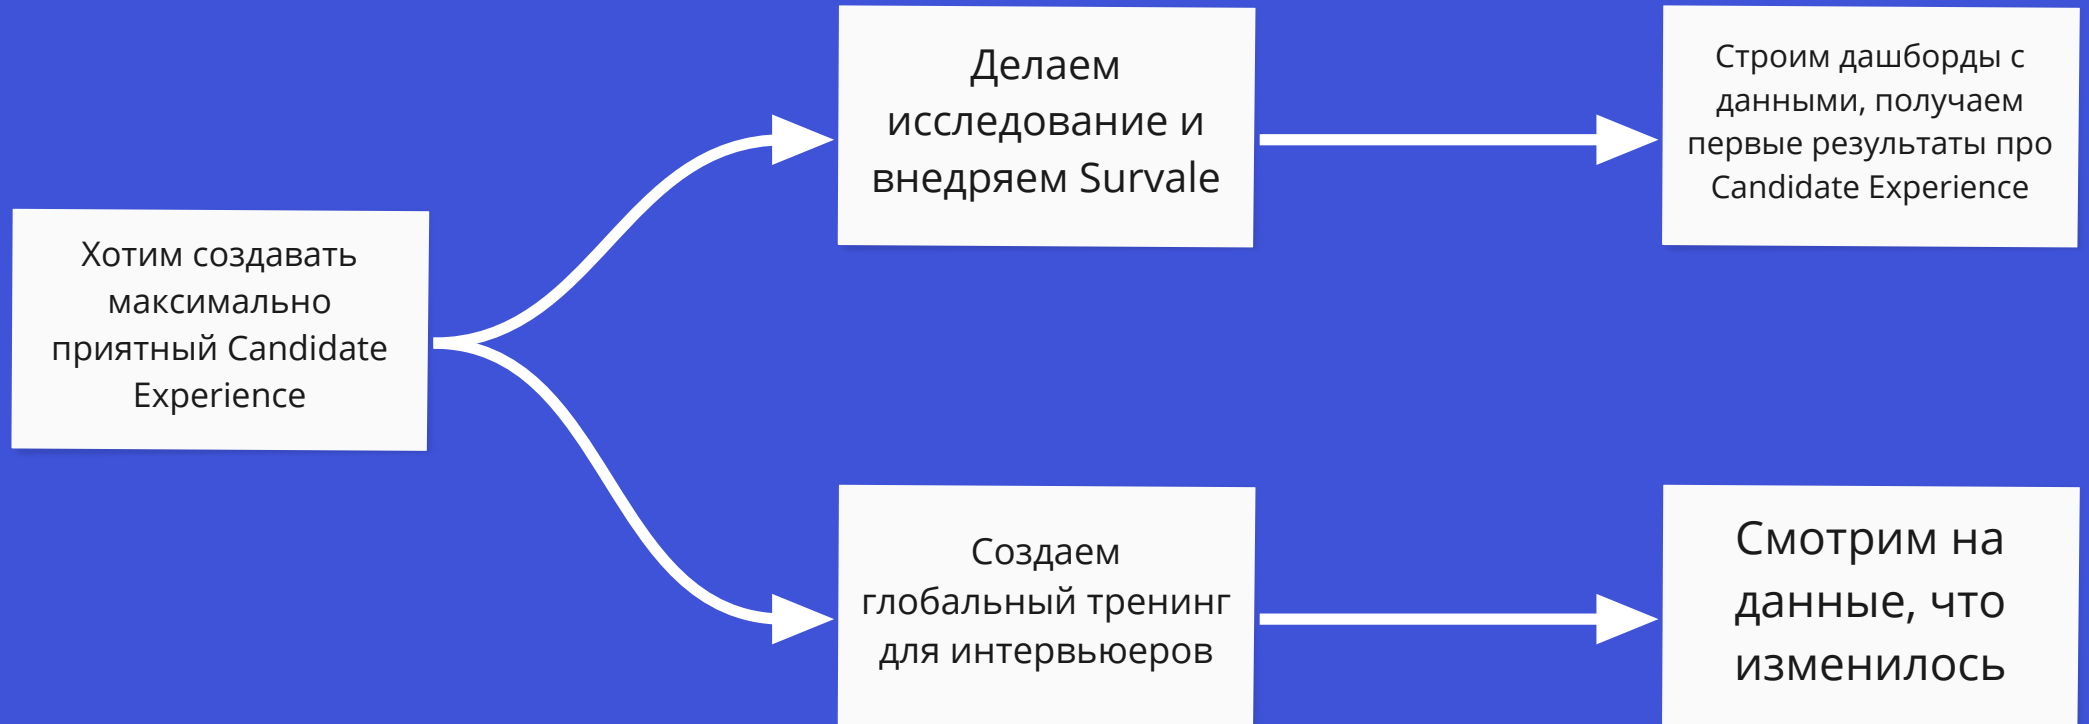 Хотим создавать
максимально
приятный Candidate
Experience
Делаем
исследование и
внедряем Survale
Строим дашборды с
данными, получаем
первые результаты про
Candidate Experience
Создаем
глобальный тренинг
для интервьюеров
Смотрим на
данные, что
изменилось